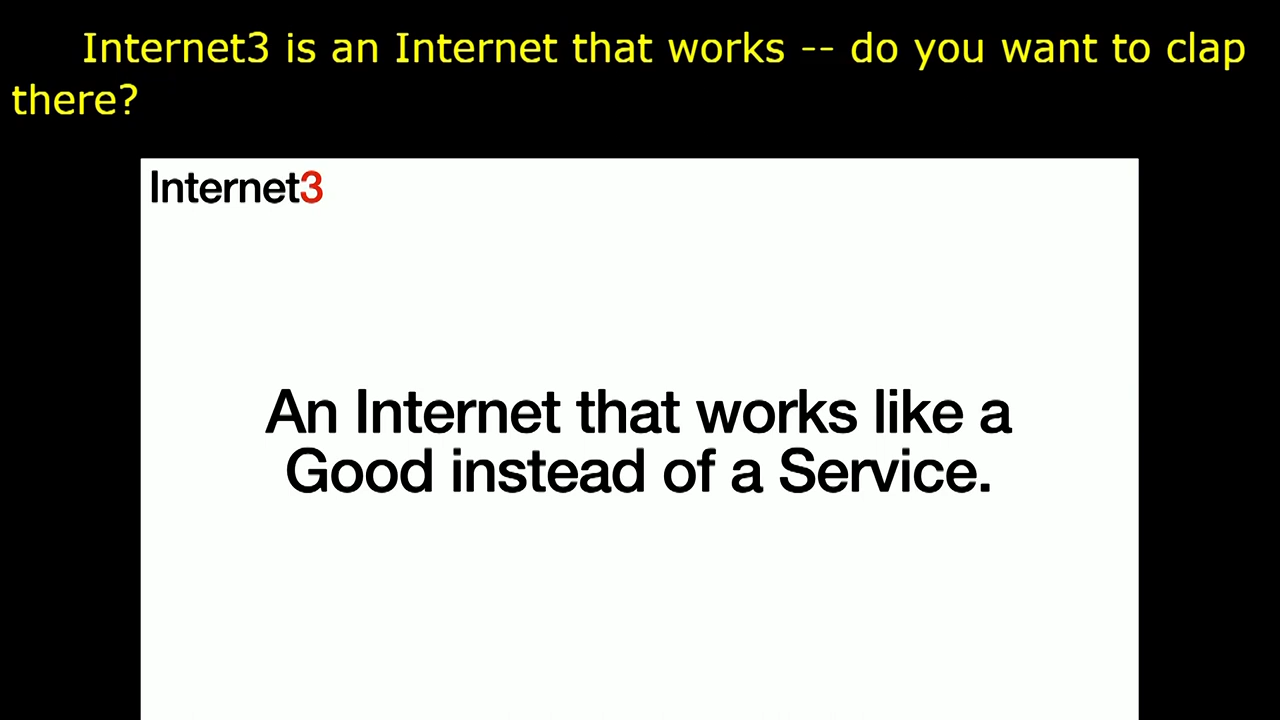 Internet3 is an Internet that works -- do you want to clap
there?
Internet3
An Internet that works like a
Good instead of a Service.